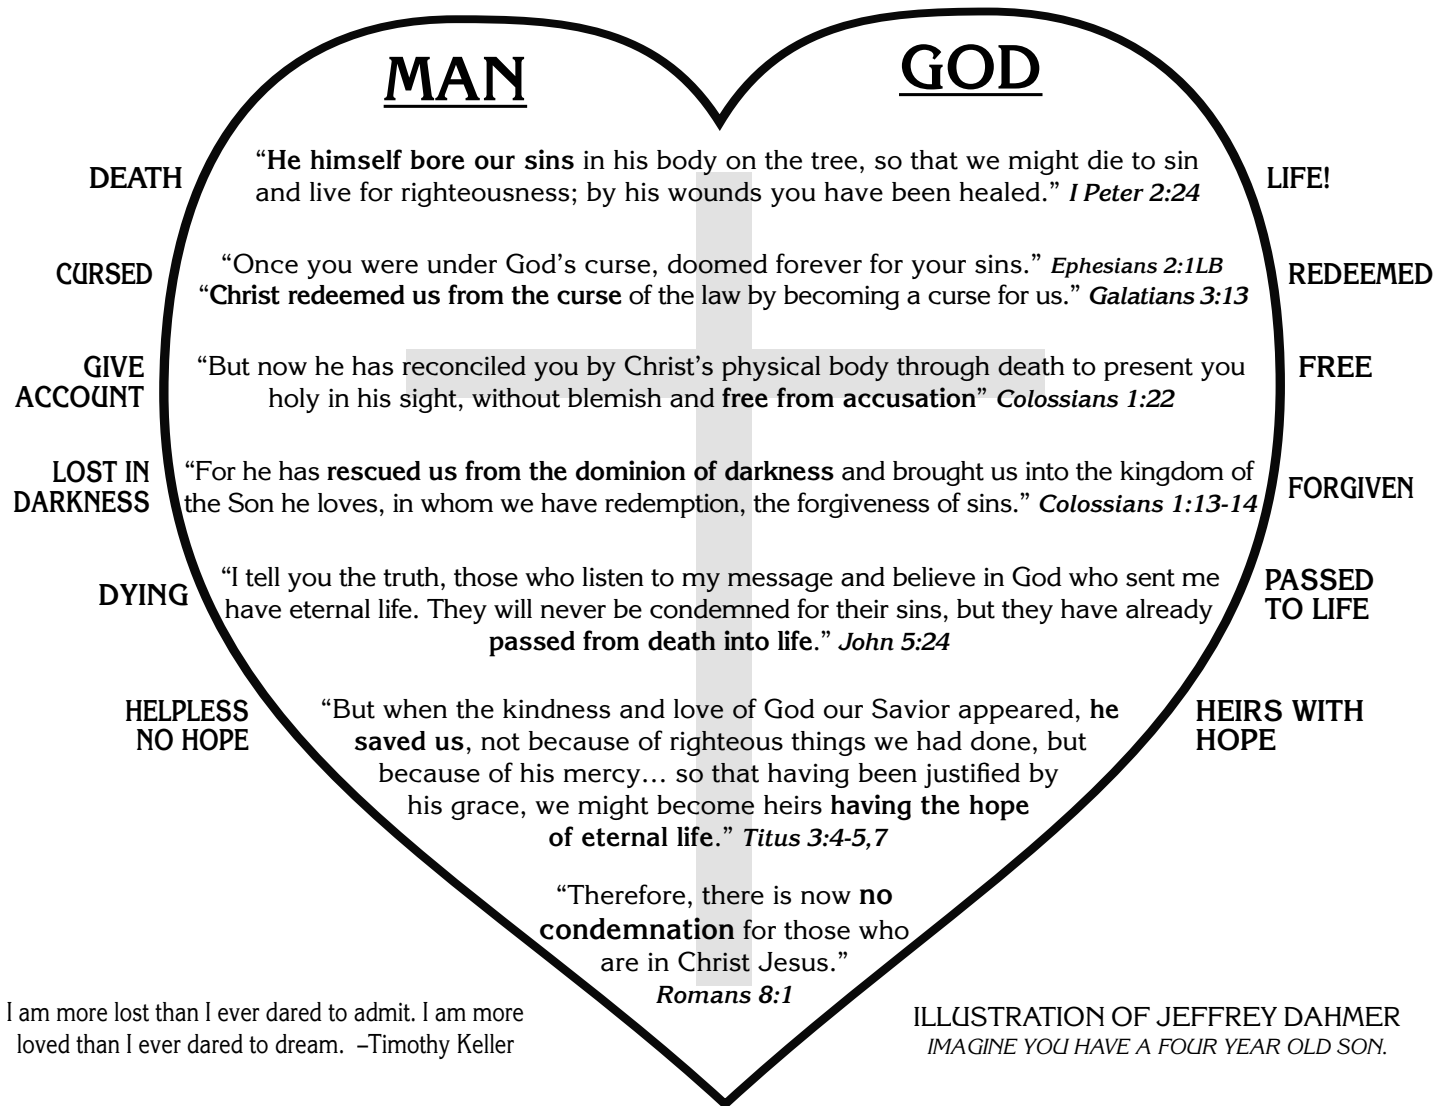 MAN
GOD
DEATH
“He himself bore our sins in his body on the tree, so that we might die to sin
and live for righteousness; by his wounds you have been healed.” I Peter 2:24
LIFE!
CURSED
“Once you were under God’s curse, doomed forever for your sins.” Ephesians 2:1LB
“Christ redeemed us from the curse of the law by becoming a curse for us.” Galatians 3:13
REDEEMED
GIVE
ACCOUNT
“But now he has reconciled you by Christ’s physical body through death to present you
holy in his sight, without blemish and free from accusation” Colossians 1:22
FREE
LOST IN
DARKNESS
“For he has rescued us from the dominion of darkness and brought us into the kingdom of
the Son he loves, in whom we have redemption, the forgiveness of sins.” Colossians 1:13-14
FORGIVEN
DYING
“I tell you the truth, those who listen to my message and believe in God who sent me
have eternal life. They will never be condemned for their sins, but they have already
passed from death into life.” John 5:24
PASSED
TO LIFE
HELPLESS
NO HOPE
“But when the kindness and love of God our Savior appeared, he
saved us, not because of righteous things we had done, but
because of his mercy… so that having been justified by
his grace, we might become heirs having the hope
of eternal life.” Titus 3:4-5,7
HEIRS WITH
HOPE
“Therefore, there is now no
condemnation for those who
are in Christ Jesus.”
Romans 8:1
I am more lost than I ever dared to admit. I am more
loved than I ever dared to dream. –Timothy Keller
ILLUSTRATION OF JEFFREY DAHMER
IMAGINE YOU HAVE A FOUR YEAR OLD SON.